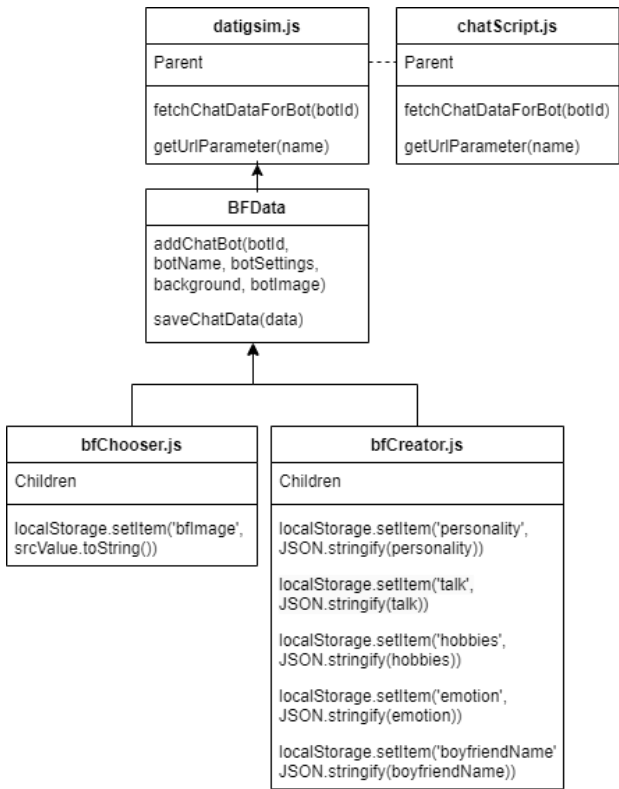 datigsim.js
Parent
fetchChatDataForBot(botId)
getUrlParameter(name)
chatScript.js
Parent
fetchChatDataForBot(botId)
getUrlParameter(name)
BFData
addChatBot(botId,
botName, botSettings,
background, botImage)
saveChatData(data)
bfChooser.js
Children
localStorage.setItem('bfImage',
srcValue.toString())
bfCreator.js
Children
localStorage.setItem('personality',
JSON.stringify(personality))
localStorage.setItem('talk',
JSON.stringify(talk))
localStorage.setItem('hobbies',
JSON.stringify(hobbies))
localStorage.setItem('emotion',
JSON.stringify(emotion))
localStorage.setItem('boyfriendName'
JSON.stringify(boyfriendName))